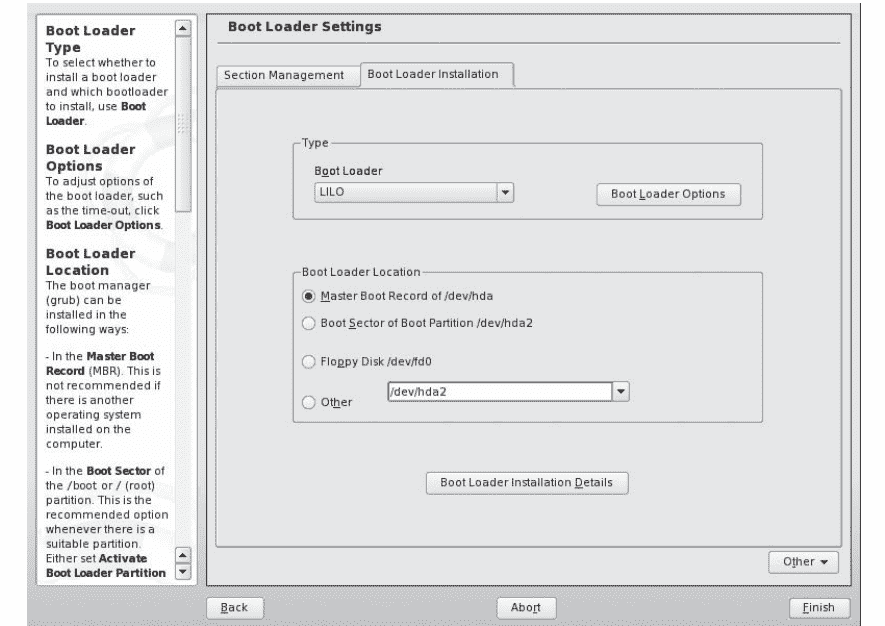 Boot Loader
Type
To select whether to
install a boot loader
and which bootloader
to install, use Boot
Loader.
Boot Loader
Options
To adjust options of
the boot loader, such
as the time-out, click
Boot Loader Options.
Boot Loader
Location
The boot manager
(grub) can be
installed in the
following ways:
- In the Master Boot
Record (MBR). This is
not recommended if
there is another
operating system
installed on the
computer.
- In the Boot Sector of
the /boot or / (root)
partition. This is the
recommended option
whenever there is a
suitable partition.
Either set Activate
Boot Loader Partition
Boot Loader Settings
Section Management
Boot Loader Installation
Type
Boot Loader
LILO
Boot Loader Options
Boot Loader Location
Master Boot Record of /dev/hda
Boot Sector of Boot Partition /dev/hda2
Floppy Disk /dev/fd0
Other
/dev/hda2
Boot Loader Installation Details
Other
Back
Abort
Finish